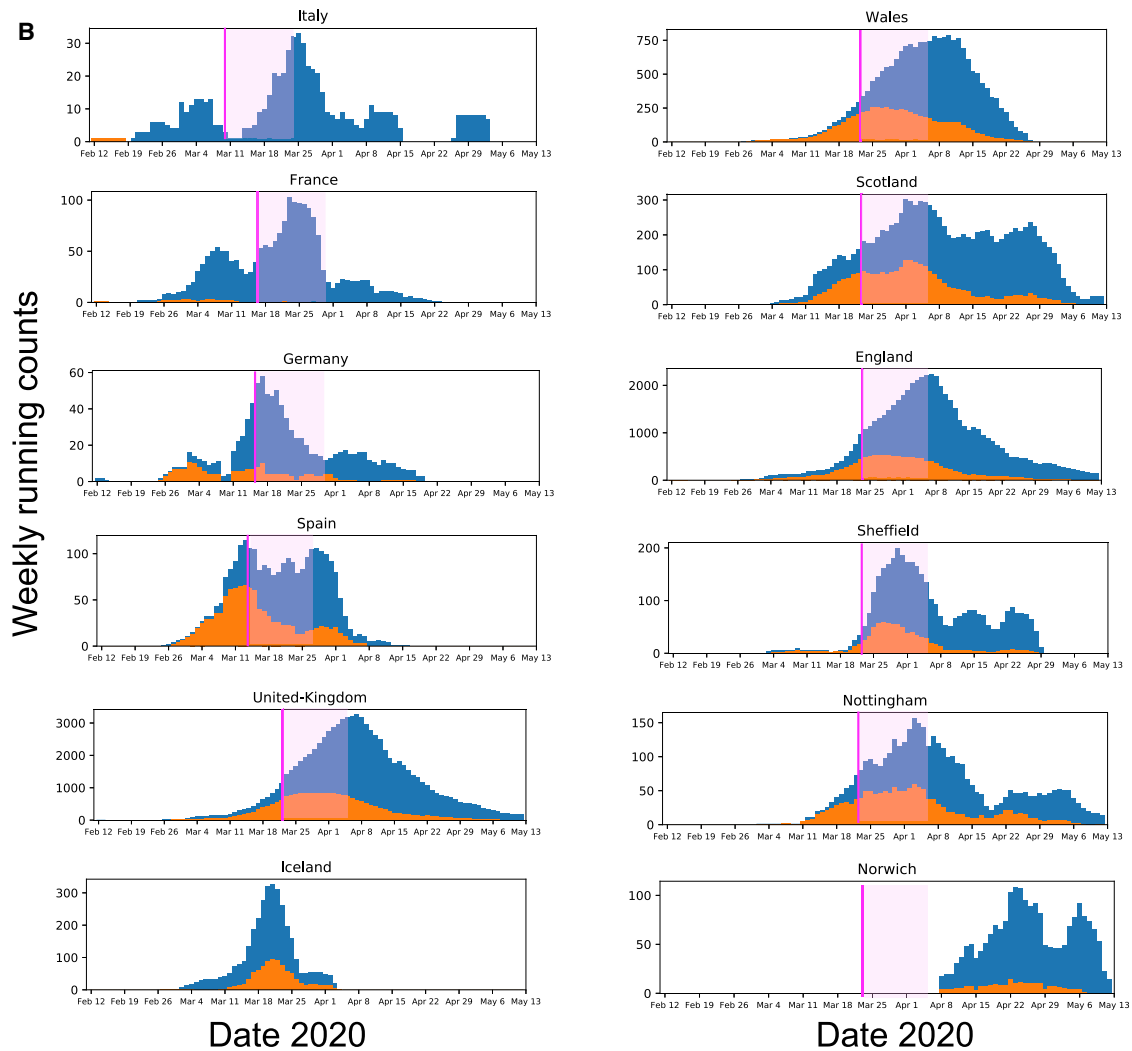 B
Weekly running counts
Italy
30
20
10
0
Feb 12 Feb 19 Feb 26 Mar 4 Mar 11 Mar 18 Mar 25 Apr 1 Apr 8 Apr 15 Apr 22 Apr 29 May 6 May 13
France
100
50
0
Feb 12 Feb 19 Feb 26 Mar 4 Mar 11 Mar 18 Mar 25 Apr 1 Apr 8 Apr 15 Apr 22 Apr 29 May 6 May 13
Germany
60
40
20
0
Feb 12 Feb 19 Feb 26 Mar 4 Mar 11 Mar 18 Mar 25 Apr 1 Apr 8 Apr 15 Apr 22 Apr 29 May 6 May 13
Spain
100
50
0
Feb 12 Feb 19 Feb 26 Mar 4 Mar 11 Mar 18 Mar 25 Apr 1 Apr 8 Apr 15 Apr 22 Apr 29 May 6 May 13
United-Kingdom
3000
2000
1000
0
Feb 12 Feb 19 Feb 26 Mar 4 Mar 11 Mar 18 Mar 25 Apr 1 Apr 8 Apr 15 Apr 22 Apr 29 May 6 May 13
Iceland
300
200
100
0
Feb 12 Feb 19 Feb 26 Mar 4 Mar 11 Mar 18 Mar 25 Apr 1 Apr 8 Apr 15 Apr 22 Apr 29 May 6 May 13
Date 2020
Wales
750
500
250
0
Feb 12 Feb 19 Feb 26 Mar 4 Mar 11 Mar 18 Mar 25 Apr 1 Apr 8 Apr 15 Apr 22 Apr 29 May 6 May 13
Scotland
300
200
100
0
Feb 12 Feb 19 Feb 26 Mar 4 Mar 11 Mar 18 Mar 25 Apr 1 Apr 8 Apr 15 Apr 22 Apr 29 May 6 May 13
England
2000
1000
0
Feb 12 Feb 19 Feb 26 Mar 4 Mar 11 Mar 18 Mar 25 Apr 1 Apr 8 Apr 15 Apr 22 Apr 29 May 6 May 13
Sheffield
200
100
0
Feb 12 Feb 19 Feb 26 Mar 4 Mar 11 Mar 18 Mar 25 Apr 1 Apr 8 Apr 15 Apr 22 Apr 29 May 6 May 13
Nottingham
150
100
50
0
Feb 12 Feb 19 Feb 26 Mar 4 Mar 11 Mar 18 Mar 25 Apr 1 Apr 8 Apr 15 Apr 22 Apr 29 May 6 May 13
Norwich
100
50
0
Feb 12 Feb 19 Feb 26 Mar 4 Mar 11 Mar 18 Mar 25 Apr 1 Apr 8 Apr 15 Apr 22 Apr 29 May 6 May 13
Date 2020